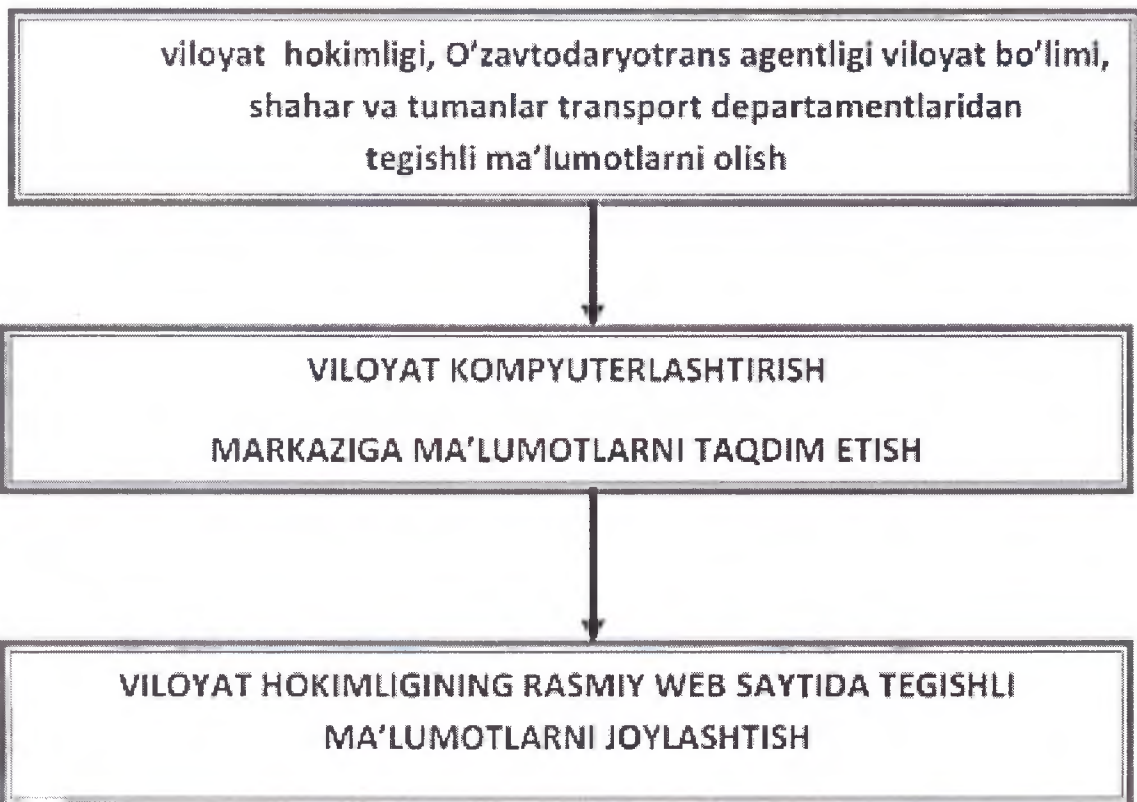 viloyat hokimligi, O'zavtodaryotrans agentligi viloyat bo'limi,
shahar va tumanlar transport departamentlaridan
tegishli ma'lumotlarni olish
VILOYAT KOMPYUTERLASHTIRISH
MARKAZIGA MA'LUMOTLARNI TAQDIM ETISH
VILOYAT HOKIMLIGINING RASMIY WEB SAYTIDA TEGISHLI
MA'LUMOTLARNI JOYLASHTISH